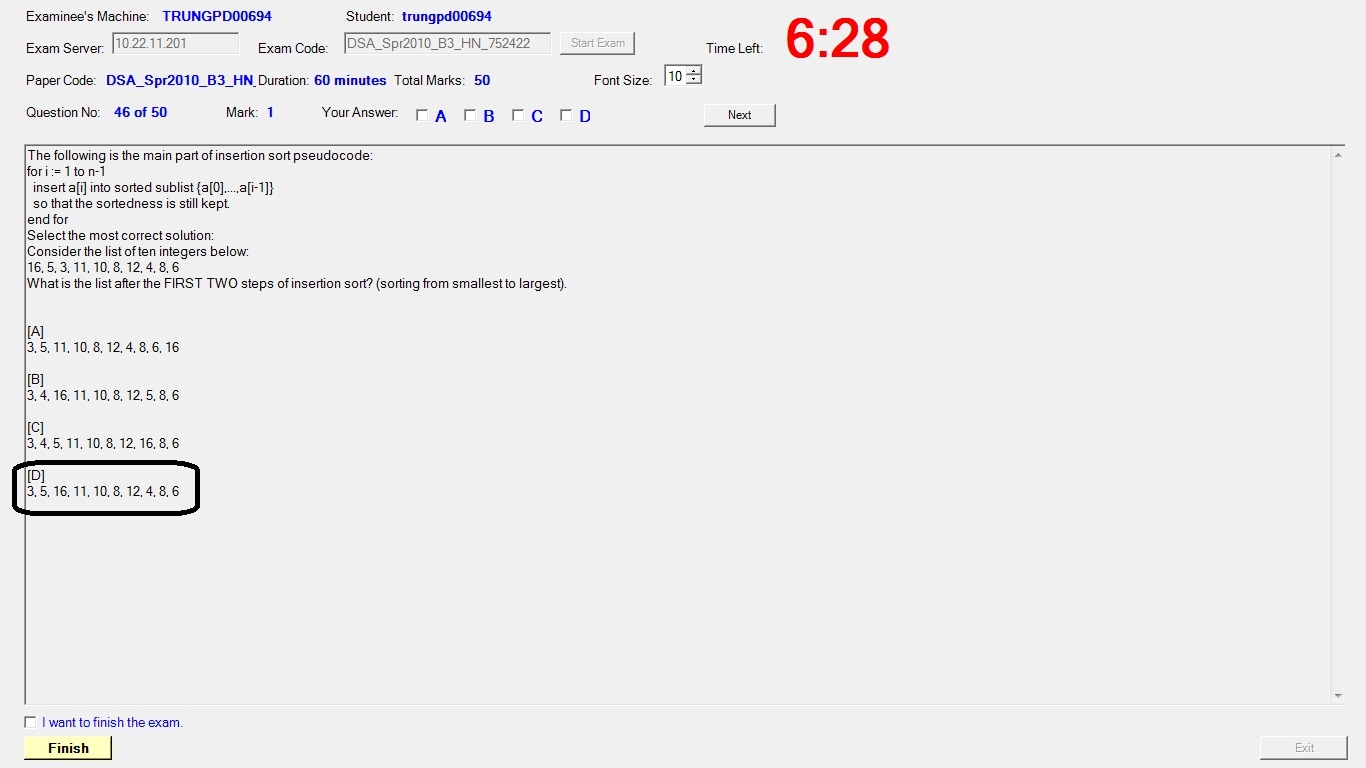 Examinee's Machine: TRUNGPD00694 Student: trungpd00694
6:28
Exam Server: 10.22.11.201 Exam Code: DSA_Spr2010_B3_HN_752422 Start Exam Time Left:
Paper Code: DSA_Spr2010_B3_HN_ Duration: 60 minutes Total Marks: 50 Font Size: 10
Question No: 46 of 50 Mark: 1 Your Answer: A B C D Next
The following is the main part of insertion sort pseudocode:
for i := 1 to n-1
insert a[i] into sorted sublist {a[0],...,a[i-1]}
so that the sortedness is still kept.
end for
Select the most correct solution:
Consider the list of ten integers below:
16, 5, 3, 11, 10, 8, 12, 4, 8, 6
What is the list after the FIRST TWO steps of insertion sort? (sorting from smallest to largest).
[A]
3, 5, 11, 10, 8, 12, 4, 8, 6, 16
[B]
3, 4, 16, 11, 10, 8, 12, 5, 8, 6
[C]
3, 4, 5, 11, 10, 8, 12, 16, 8, 6
[D]
3, 5, 16, 11, 10, 8, 12, 4, 8, 6
I want to finish the exam.
Finish Exit